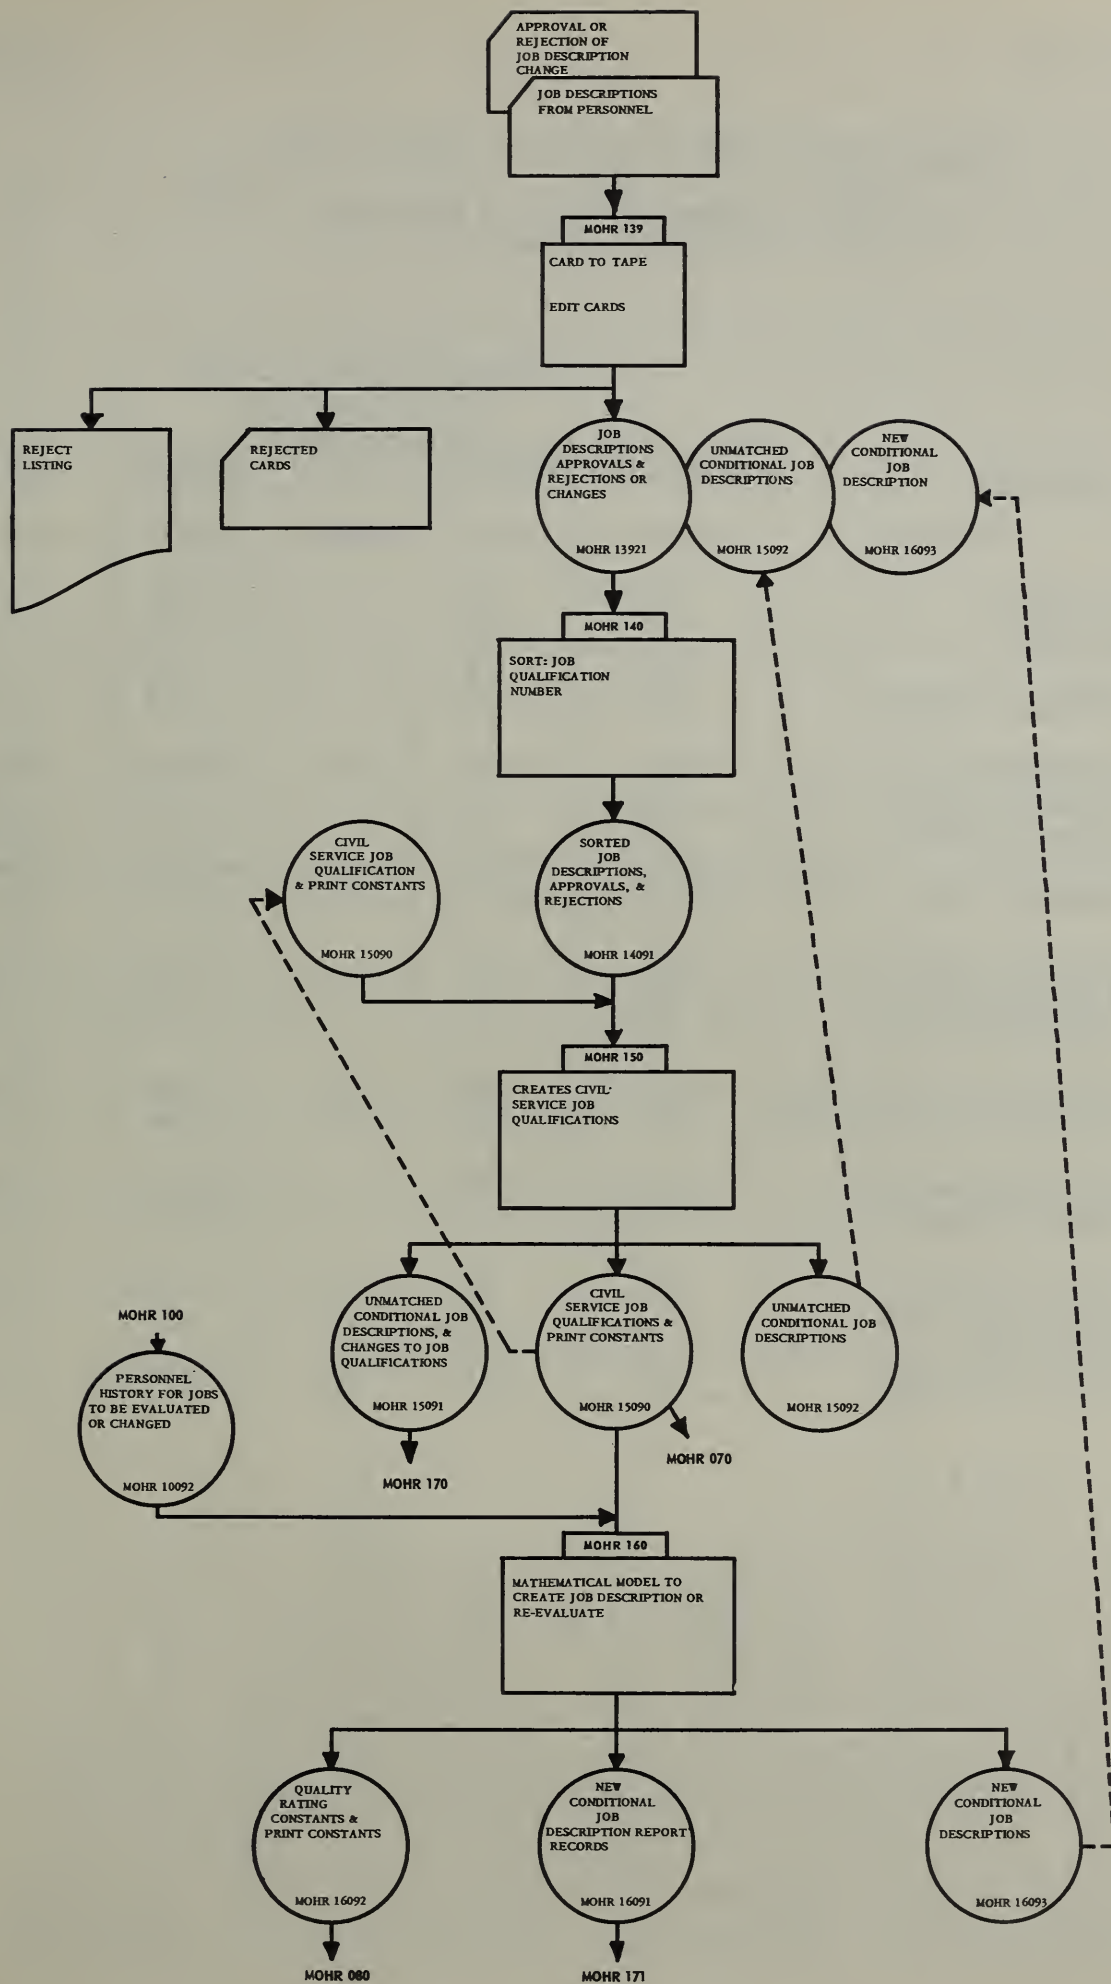 APPROVAL OR
REJECTION OF
JOB DESCRIPTION
CHANGE
JOB DESCRIPTIONS
FROM PERSONNEL
MOHR 139
CARD TO TAPE
EDIT CARDS
REJECT
LISTING
REJECTED
CARDS
JOB
DESCRIPTIONS
APPROVALS &
REJECTIONS OR
CHANGES
MOHR 13921
UNMATCHED
CONDITIONAL JOB
DESCRIPTIONS
MOHR 15092
NEW
CONDITIONAL
JOB
DESCRIPTION
MOHR 16093
MOHR 140
SORT: JOB
QUALIFICATION
NUMBER
CIVIL
SERVICE JOB
QUALIFICATION
& PRINT CONSTANTS
MOHR 15090
SORTED
JOB
DESCRIPTIONS,
APPROVALS, &
REJECTIONS
MOHR 14091
MOHR 150
CREATES CIVIL:
SERVICE JOB
QUALIFICATIONS
MOHR 100
PERSONNEL
HISTORY FOR JOBS
TO BE EVALUATED
OR CHANGED
MOHR 10092
UNMATCHED
CONDITIONAL JOB
DESCRIPTIONS, &
CHANGES TO JOB
QUALIFICATIONS
MOHR 15091
MOHR 170
CIVIL
SERVICE JOB
QUALIFICATIONS &
PRINT CONSTANTS
MOHR 15090
MOHR 070
UNMATCHED
CONDITIONAL JOB
DESCRIPTIONS
MOHR 15092
MOHR 160
MATHEMATICAL MODEL TO
CREATE JOB DESCRIPTION OR
RE-EVALUATE
QUALITY
RATING
CONSTANTS &
PRINT CONSTANTS
MOHR 16092
MOHR 080
NEW
CONDITIONAL
JOB
DESCRIPTION REPORT
RECORDS
MOHR 16091
MOHR 171
NEW
CONDITIONAL
JOB
DESCRIPTIONS
MOHR 16093